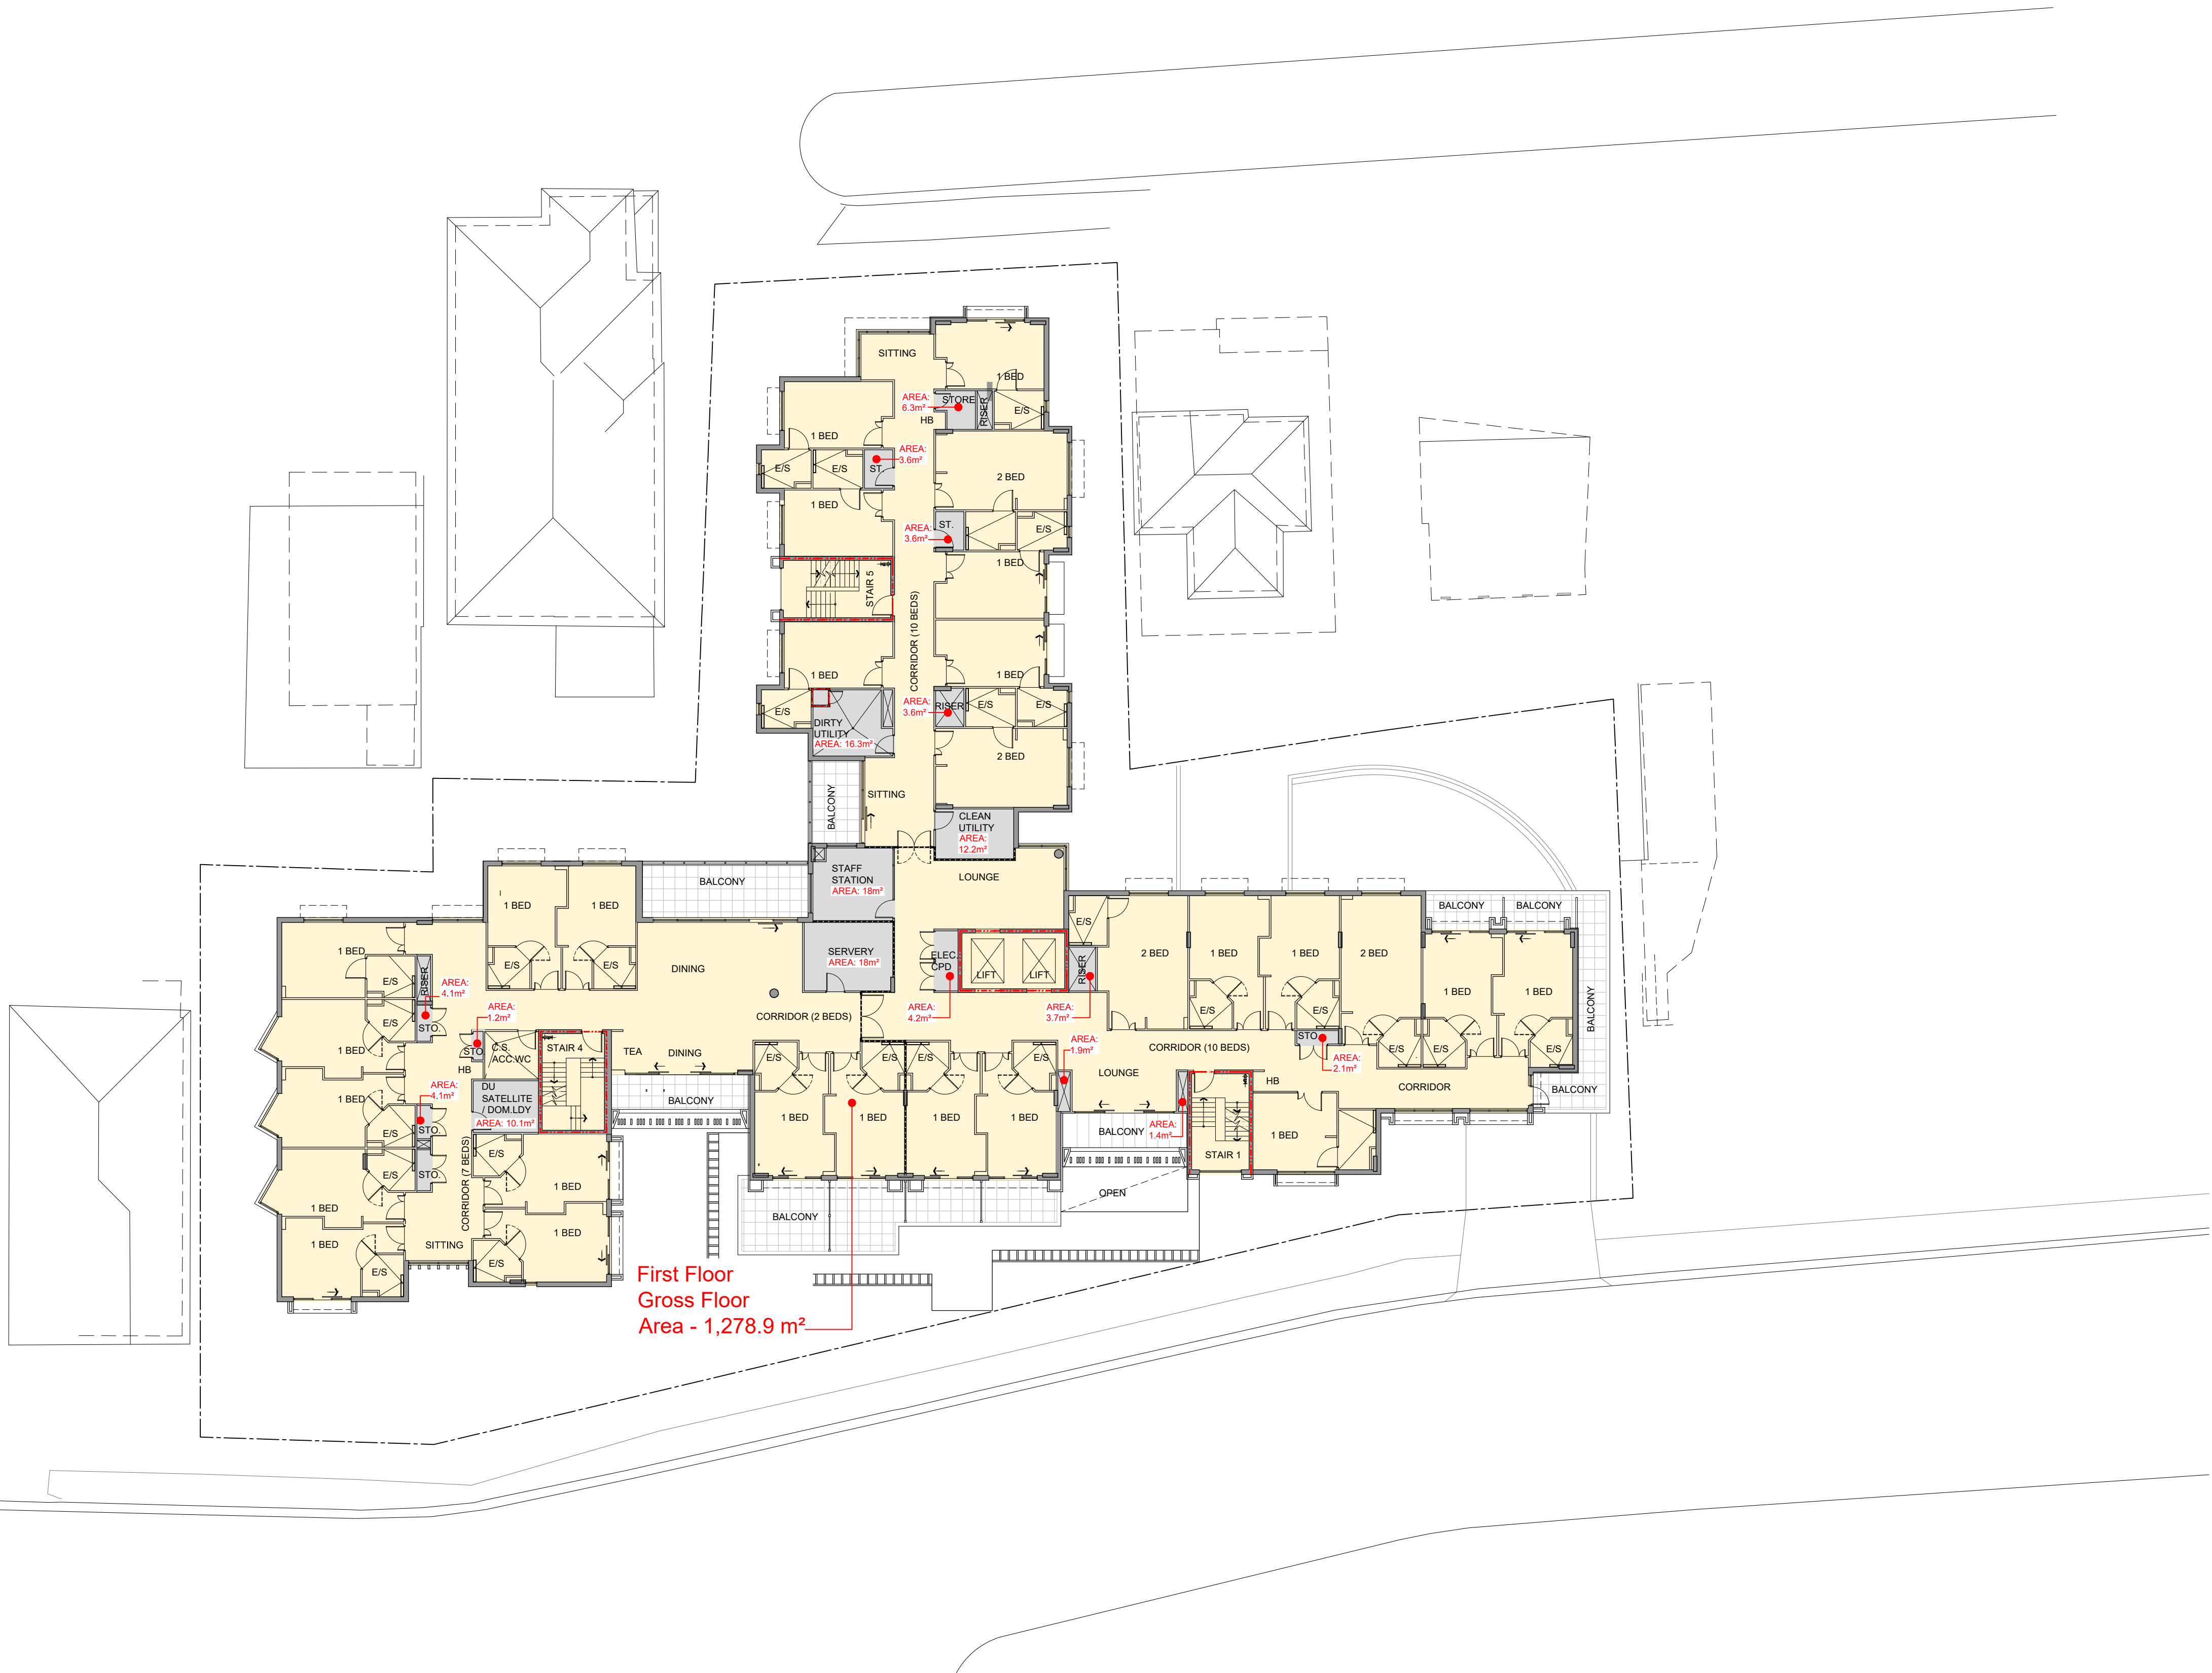 SITTING
1 BED
AREA:
6.3m²
STORE
RISER
E/S
HB
1 BED
AREA:
3.6m²
E/S
E/S
ST.
2 BED
1 BED
AREA:
3.6m²
ST.
E/S
STAIR 5
1 BED
CORRIDOR (10 BEDS)
1 BED
1 BED
AREA:
3.6m²
RISER
E/S
E/S
E/S
DIRTY
UTILITY
AREA: 16.3m²
2 BED
BALCONY
SITTING
CLEAN
UTILITY
AREA:
12.2m²
STAFF
STATION
AREA: 18m²
LOUNGE
BALCONY
1 BED
1 BED
E/S
E/S
DINING
SERVERY
AREA: 18m²
ELEC.
CPD
LIFT
LIFT
AREA:
4.2m²
RISER
AREA:
3.7m²
E/S
2 BED
1 BED
1 BED
2 BED
BALCONY
BALCONY
1 BED
1 BED
BALCONY
E/S
E/S
E/S
E/S
E/S
STO.
AREA:
2.1m²
CORRIDOR (10 BEDS)
CORRIDOR
BALCONY
1 BED
E/S
RISER
AREA:
4.1m²
STO.
AREA:
1.2m²
STO.
C.S.
ACC.WC
STAIR 4
TEA
DINING
CORRIDOR (2 BEDS)
E/S
1 BED
HB
DU
SATELLITE
/ DOM.LDY
AREA: 10.1m²
BALCONY
E/S
E/S
E/S
E/S
1 BED
1 BED
1 BED
1 BED
AREA:
1.9m²
LOUNGE
HB
BALCONY
AREA:
1.4m²
STAIR 1
1 BED
OPEN
BALCONY
1 BED
AREA:
4.1m²
STO.
E/S
STO.
E/S
1 BED
CORRIDOR (7 BEDS)
E/S
1 BED
1 BED
E/S
SITTING
E/S
1 BED
First Floor
Gross Floor
Area - 1,278.9 m²